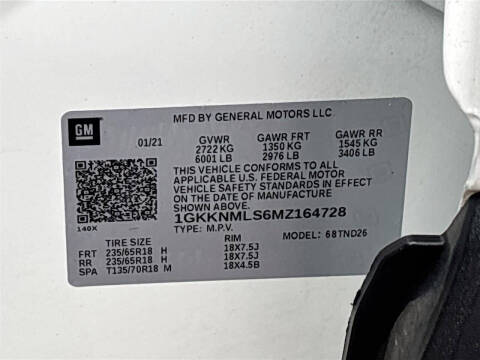 GM
MFD BY GENERAL MOTORS LLC
01/21 GVWR GAWR FRT GAWR RR
2722 KG 1350 KG 1545 KG
6001 LB 2976 LB 3406 LB
THIS VEHICLE CONFORMS TO ALL
APPLICABLE U.S. FEDERAL MOTOR
VEHICLE SAFETY STANDARDS IN EFFECT
ON THE DATE OF MANUFACTURE
SHOWN ABOVE.
1GKKNMLS6MZ164728
140X TYPE: M.P.V. MODEL: 68TND26
TIRE SIZE RIM
FRT 235/65R18 H 18X7.5J
RR 235/65R18 H 18X7.5J
SPA T135/70R18 M 18X4.5B